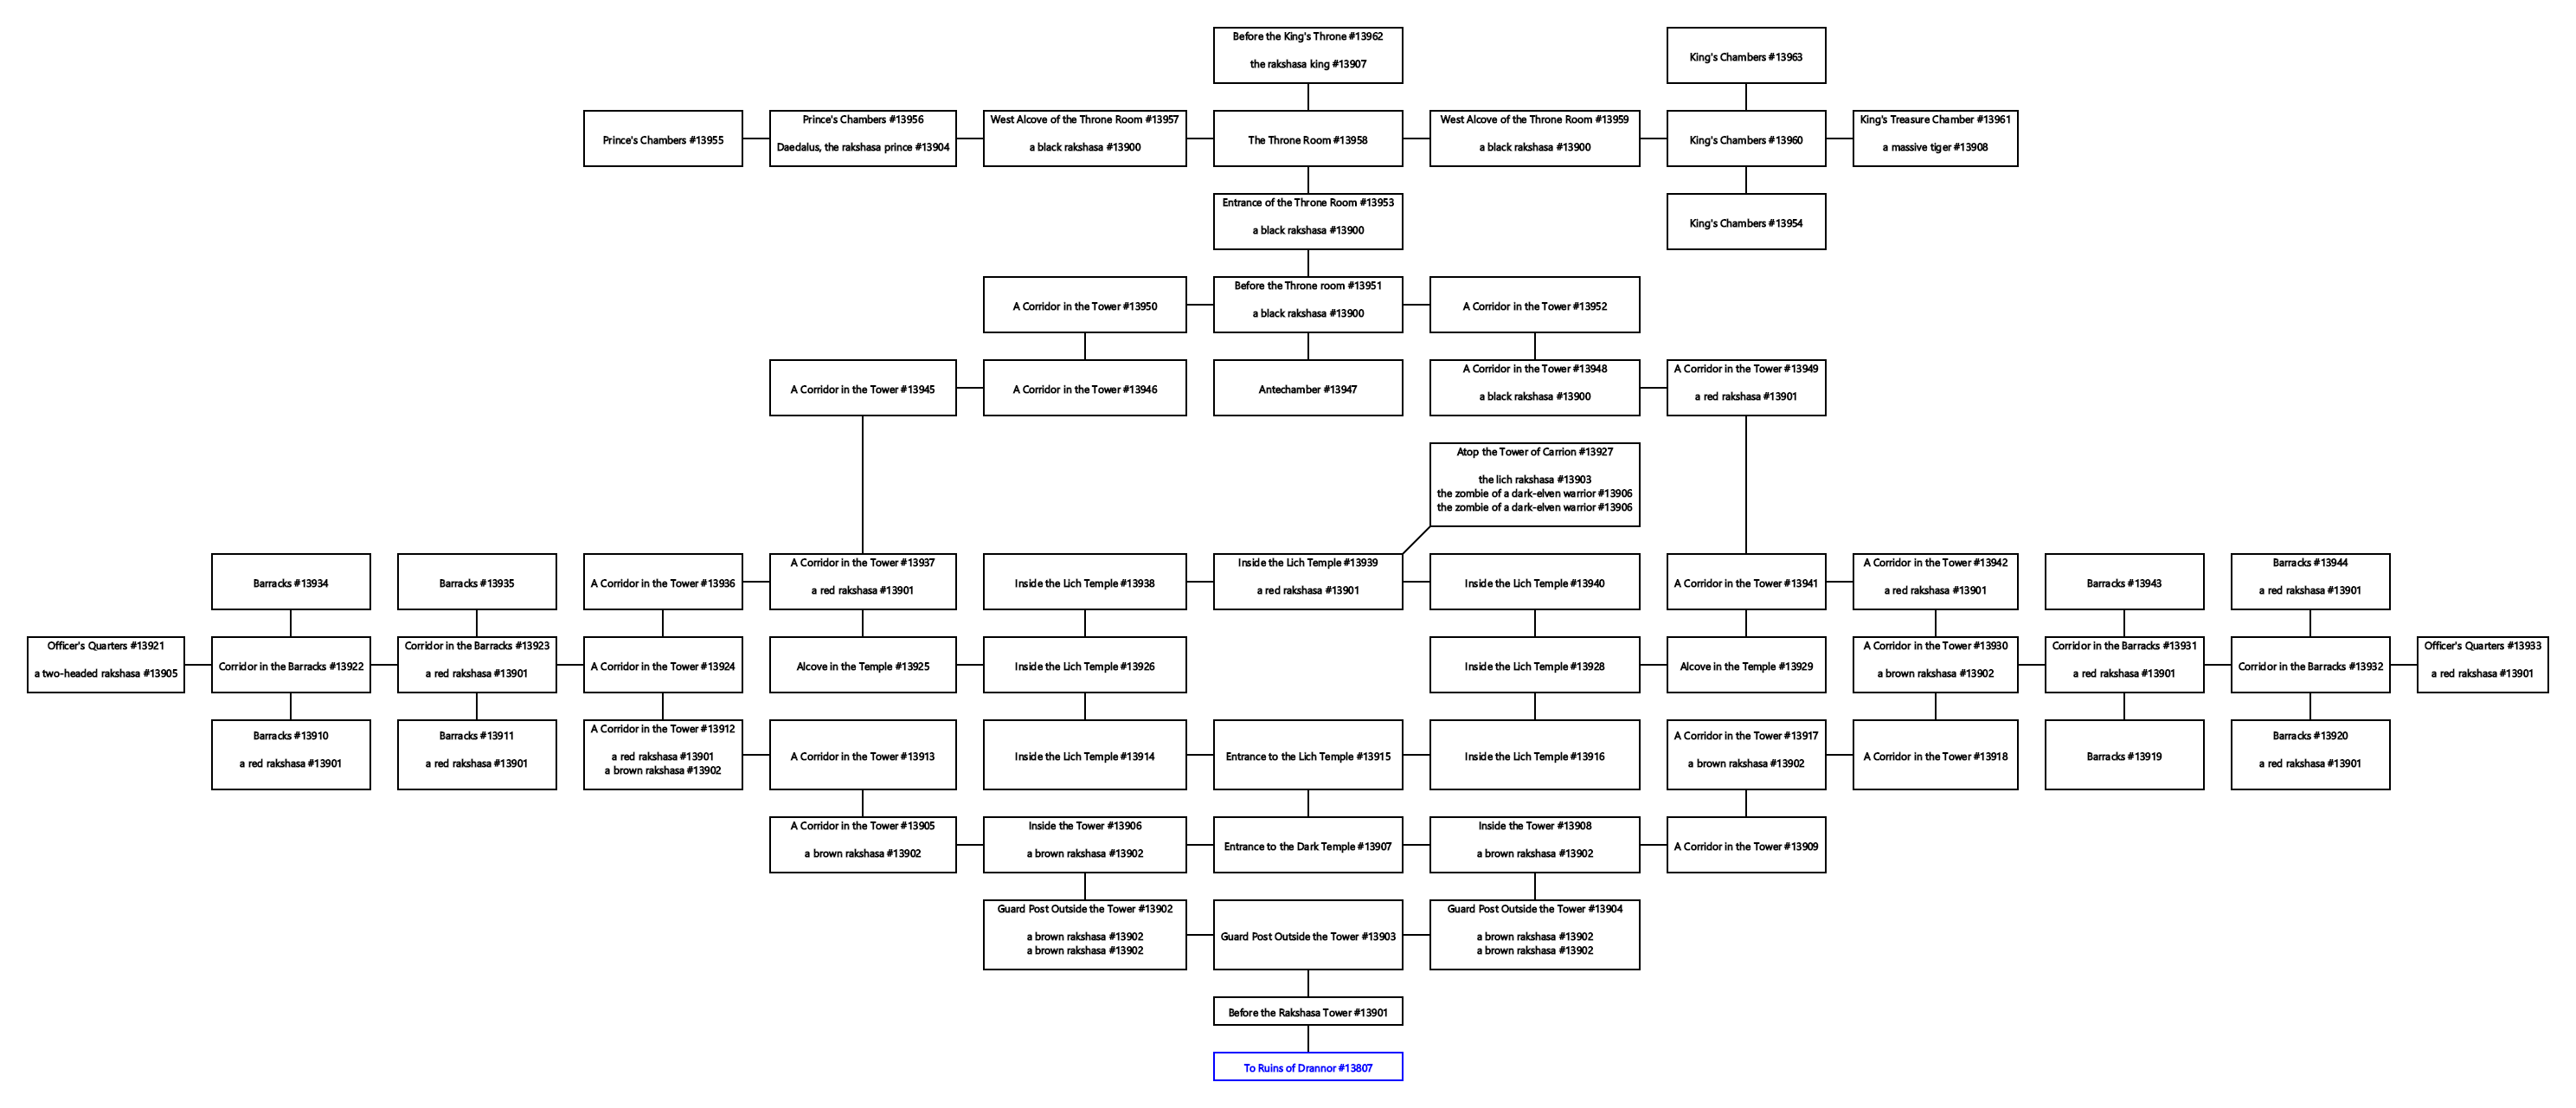 Before the King's Throne #13962
the rakshasa king #13907
King's Chambers #13963
Prince's Chambers #13955
Prince's Chambers #13956
Daedalus, the rakshasa prince #13904
West Alcove of the Throne Room #13957
a black rakshasa #13900
The Throne Room #13958
West Alcove of the Throne Room #13959
a black rakshasa #13900
King's Chambers #13960
King's Treasure Chamber #13961
a massive tiger #13908
Entrance of the Throne Room #13953
a black rakshasa #13900
King's Chambers #13954
A Corridor in the Tower #13950
Before the Throne room #13951
a black rakshasa #13900
A Corridor in the Tower #13952
A Corridor in the Tower #13945
A Corridor in the Tower #13946
Antechamber #13947
A Corridor in the Tower #13948
a black rakshasa #13900
A Corridor in the Tower #13949
a red rakshasa #13901
Atop the Tower of Carrion #13927
the lich rakshasa #13903
the zombie of a dark-elven warrior #13906
the zombie of a dark-elven warrior #13906
Barracks #13934
Barracks #13935
A Corridor in the Tower #13936
A Corridor in the Tower #13937
a red rakshasa #13901
Inside the Lich Temple #13938
Inside the Lich Temple #13939
a red rakshasa #13901
Inside the Lich Temple #13940
A Corridor in the Tower #13941
A Corridor in the Tower #13942
a red rakshasa #13901
Barracks #13943
Barracks #13944
a red rakshasa #13901
Officer's Quarters #13921
a two-headed rakshasa #13905
Corridor in the Barracks #13922
Corridor in the Barracks #13923
a red rakshasa #13901
A Corridor in the Tower #13924
Alcove in the Temple #13925
Inside the Lich Temple #13926
Inside the Lich Temple #13928
Alcove in the Temple #13929
A Corridor in the Tower #13930
a brown rakshasa #13902
Corridor in the Barracks #13931
a red rakshasa #13901
Corridor in the Barracks #13932
Officer's Quarters #13933
a red rakshasa #13901
Barracks #13910
a red rakshasa #13901
Barracks #13911
a red rakshasa #13901
A Corridor in the Tower #13912
a red rakshasa #13901
a brown rakshasa #13902
A Corridor in the Tower #13913
Inside the Lich Temple #13914
Entrance to the Lich Temple #13915
Inside the Lich Temple #13916
A Corridor in the Tower #13917
a brown rakshasa #13902
A Corridor in the Tower #13918
Barracks #13919
Barracks #13920
a red rakshasa #13901
A Corridor in the Tower #13905
a brown rakshasa #13902
Inside the Tower #13906
a brown rakshasa #13902
Entrance to the Dark Temple #13907
Inside the Tower #13908
a brown rakshasa #13902
A Corridor in the Tower #13909
Guard Post Outside the Tower #13902
a brown rakshasa #13902
a brown rakshasa #13902
Guard Post Outside the Tower #13903
Guard Post Outside the Tower #13904
a brown rakshasa #13902
a brown rakshasa #13902
Before the Rakshasa Tower #13901
To Ruins of Drannor #13807